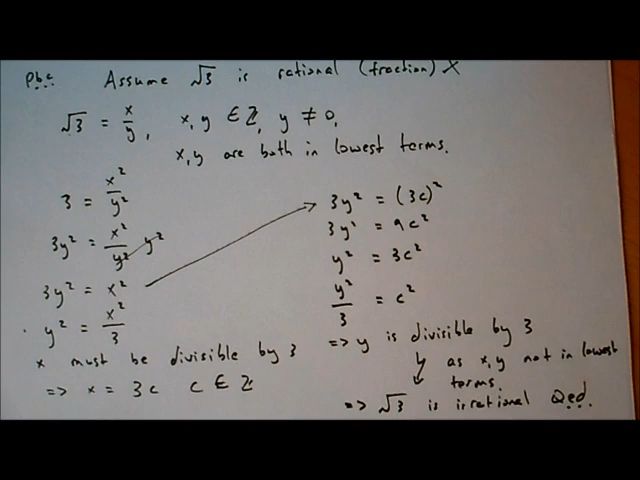 Pbc Assume √3 is rational (fraction) X
√3 = x/y, x,y ∈ ℤ, y ≠ 0,
x,y are both in lowest terms.
3 = x²/y²
3y² = x²/y² y²
3y² = x²
y² = x²/3
x must be divisible by 3
=> x = 3c c ∈ ℤ
3y² = (3c)²
3y² = 9c²
y² = 3c²
y²/3 = c²
=> y is divisible by 3
as x,y not in lowest
terms.
=> √3 is irrational Qed.